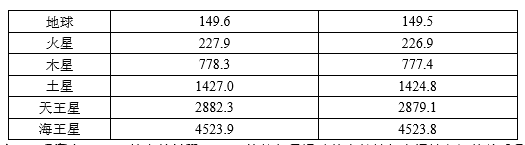 地球 149.6 149.5
火星 227.9 226.9
木星 778.3 777.4
土星 1427.0 1424.8
天王星 2882.3 2879.1
海王星 4523.9 4523.8